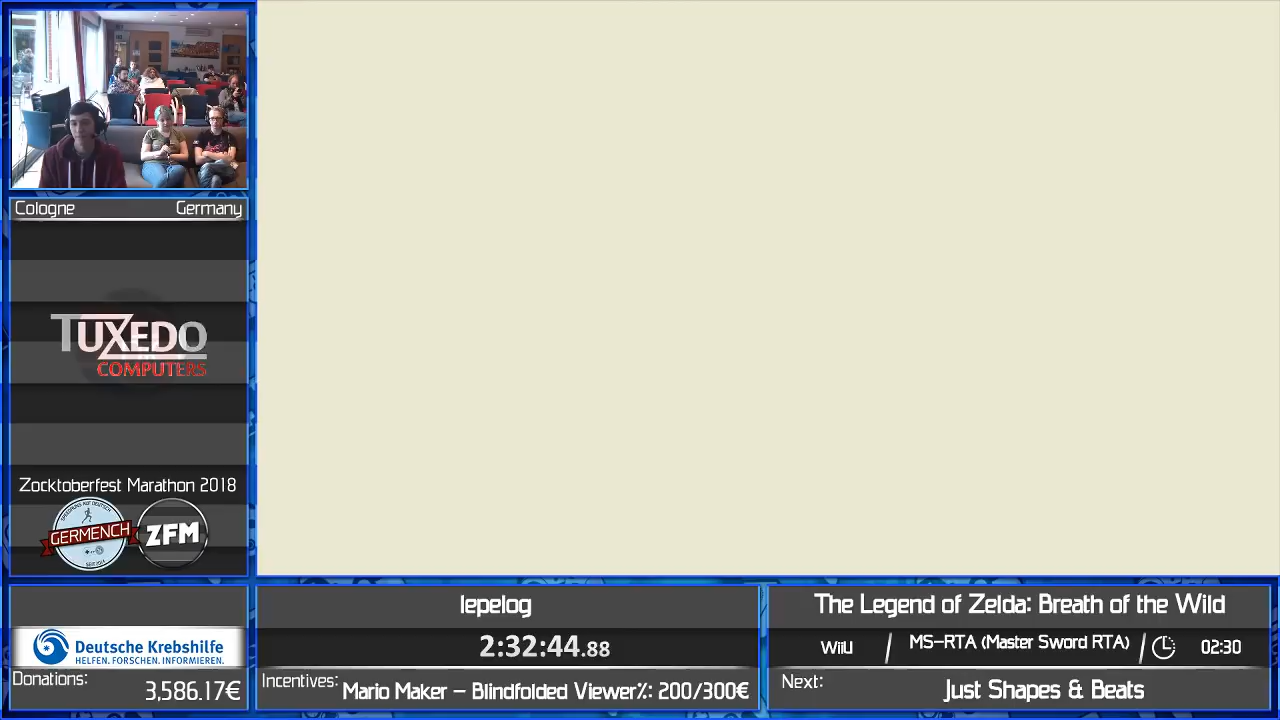 Cologne Germany
TUXEDO
COMPUTERS
Zocktoberfest Marathon 2018
GERMENCH
ZFM
Deutsche Krebshilfe
HELFEN. FORSCHEN. INFORMIEREN.
Donations:
3,586.17€
lepelog
2:32:44.88
Incentives: Mario Maker – Blindfolded Viewer%: 200/300€
The Legend of Zelda: Breath of the Wild
WiiU MS-RTA (Master Sword RTA) 02:30
Next: Just Shapes & Beats